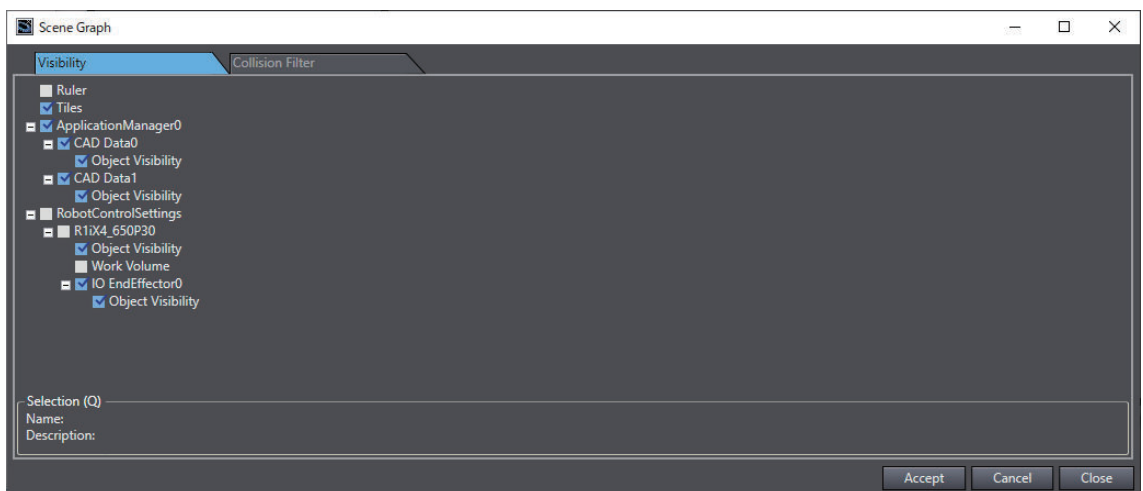 Scene Graph
Visibility
Collision Filter
Ruler
Tiles
ApplicationManager0
CAD Data0
Object Visibility
CAD Data1
Object Visibility
RobotControlSettings
R1iX4_650P30
Object Visibility
Work Volume
IO EndEffector0
Object Visibility
Selection (Q)
Name:
Description:
Accept
Cancel
Close